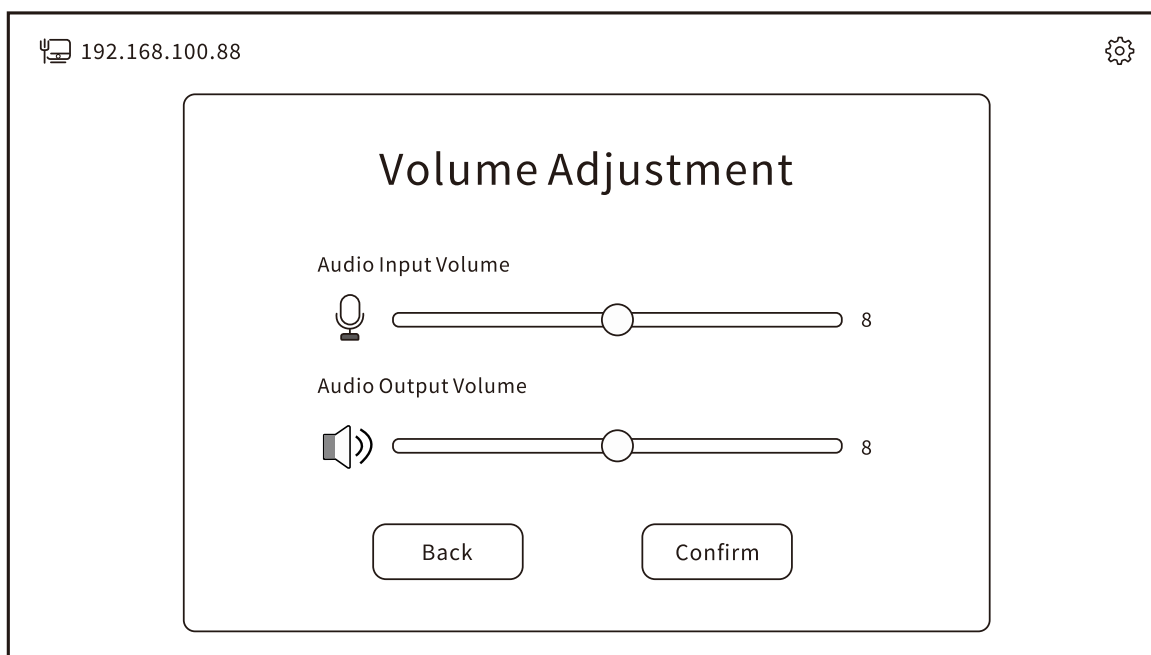 192.168.100.88
Volume Adjustment
Audio Input Volume
8
Audio Output Volume
8
Back
Confirm